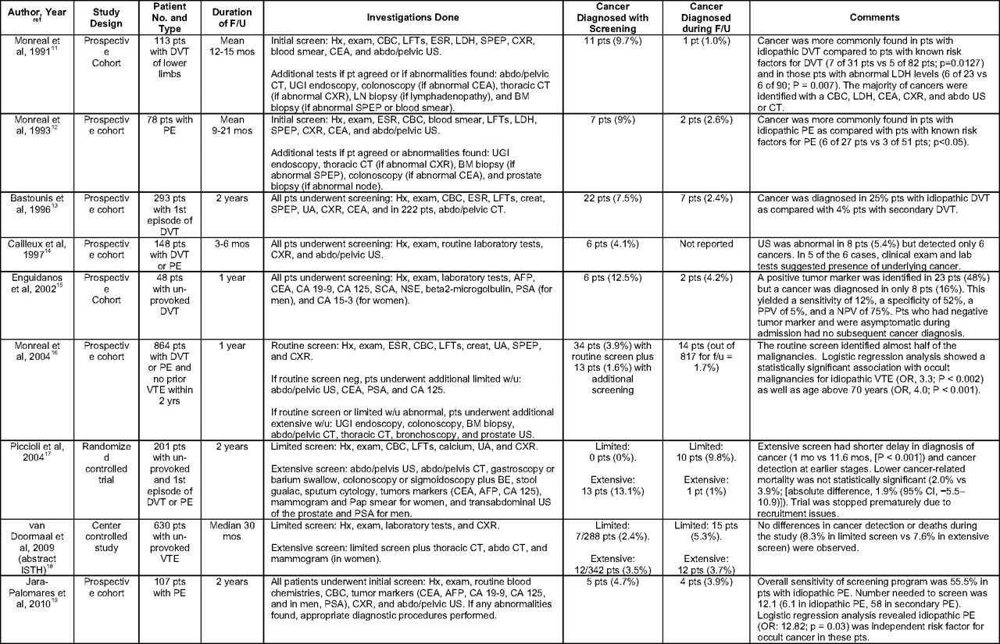 Author, Year ref
Study Design
Patient No. and Type
Duration of F/U
Investigations Done
Cancer Diagnosed with Screening
Cancer Diagnosed during F/U
Comments
Monreal et al, 1991 11
Prospectiv
e
Cohort
113 pts
with DVT
of lower
limbs
Mean
12-15 mos
Initial screen: Hx, exam, CBC, LFTs, ESR, LDH, SPEP, CXR,
blood smear, CEA, and abdo/pelvic US.
Additional tests if pt agreed or if abnormalities found: abdo/pelvic
CT, UGI endoscopy, colonoscopy (if abnormal CEA), thoracic CT
(if abnormal CXR), LN biopsy (if lymphadenopathy), and BM
biopsy (if abnormal SPEP or blood smear).
11 pts (9.7%)
1 pt (1.0%)
Cancer was more commonly found in pts with
idiopathic DVT compared to pts with known risk
factors for DVT (7 of 31 pts vs 5 of 82 pts; p=0.0127)
and in those pts with abnormal LDH levels (6 of 23 vs
6 of 90; P = 0.007). The majority of cancers were
identified with a CBC, LDH, CEA, CXR, and abdo US
or CT.
Monreal
et al, 1993 12
Prospectiv
e cohort
78 pts with
PE
Mean
9-21 mos
Initial screen: Hx, exam, ESR, CBC, blood smear, LFTs, LDH,
SPEP, CXR, CEA, and abdo/pelvic US.
Additional tests if pt agreed or abnormalities found: UGI
endoscopy, thoracic CT (if abnormal CXR), BM biopsy (if
abnormal SPEP), colonoscopy (if abnormal CEA), and prostate
biopsy (if abnormal node).
7 pts (9%)
2 pts (2.6%)
Cancer was more commonly found in pts with
idiopathic PE as compared with pts with known risk
factors for PE (6 of 27 pts vs 3 of 51 pts; p<0.05).
Bastounis et
al, 1996 13
Prospectiv
e cohort
293 pts
with 1st
episode of
DVT
2 years
All pts underwent screening: Hx, exam, CBC, ESR, LFTs, creat,
SPEP, UA, CXR, CEA, and in 222 pts, abdo/pelvic CT.
22 pts (7.5%)
7 pts (2.4%)
Cancer was diagnosed in 25% pts with idiopathic DVT
as compared with 4% pts with secondary DVT.
Cailleux et al,
1997 14
Prospectiv
e cohort
148 pts
with DVT
or PE
3-6 mos
All pts underwent screening: Hx, exam, routine laboratory tests,
CXR, and abdo/pelvic US.
6 pts (4.1%)
Not reported
US was abnormal in 8 pts (5.4%) but detected only 6
cancers. In 5 of the 6 cases, clinical exam and lab
tests suggested presence of underlying cancer.
Enguidanos
et al, 2002 15
Prospectiv
e
Cohort
48 pts
with un-
provoked
DVT
1 year
All pts underwent screening: Hx, exam, laboratory tests, AFP,
CEA, CA 19-9, CA 125, SCA, NSE, beta2-microgolbulin, PSA (for
men), and CA 15-3 (for women).
6 pts (12.5%)
2 pts (4.2%)
A positive tumor marker was identified in 23 pts (48%)
but a cancer was diagnosed in only 8 pts (16%). This
yielded a sensitivity of 12%, a specificity of 52%, a
PPV of 5%, and a NPV of 75%. Pts who had negative
tumor marker and were asymptomatic during
admission had no subsequent cancer diagnosis.
Monreal et al,
2004 16
Prospectiv
e cohort
864 pts
with DVT
or PE and
no prior
VTE within
2 yrs
1 year
Routine screen: Hx, exam, ESR, CBC, LFTs, creat, UA, SPEP,
and CXR.
If routine screen neg, pts underwent additional limited w/u:
abdo/pelvic US, CEA, PSA, and CA 125.
If routine screen or limited w/u abnormal, pts underwent additional
extensive w/u: UGI endoscopy, colonoscopy, BM biopsy,
abdo/pelvic CT, thoracic CT, bronchoscopy, and prostate US.
34 pts (3.9%) with
routine screen plus
13 pts (1.6%) with
additional
screening
14 pts (out of
817 for f/u =
1.7%)
The routine screen identified almost half of the
malignancies. Logistic regression analysis showed a
statistically significant association with occult
malignancies for idiopathic VTE (OR, 3.3; P < 0.002)
as well as age above 70 years (OR, 4.0; P < 0.001).
Piccioli et al,
2004 17
Randomize
d
controlled
trial
201 pts
with un-
provoked
and 1st
episode of
DVT or PE
2 years
Limited screen: Hx, exam, CBC, LFTs, calcium, UA, and CXR.
Extensive screen: abdo/pelvis US, abdo/pelvis CT, gastroscopy or
barium swallow, colonoscopy or sigmoidoscopy plus BE, stool
guaiac, sputum cytology, tumors markers (CEA, AFP, CA 125),
mammogram and Pap smear for women, and transabdominal US
of the prostate and PSA for men.
Limited:
0 pts (0%).
Extensive:
13 pts (13.1%)
Limited:
10 pts (9.8%).
Extensive:
1 pt (1%)
Extensive screen had shorter delay in diagnosis of
cancer (1 mo vs 11.6 mos, [P < 0.001]) and cancer
detection at earlier stages. Lower cancer-related
mortality was not statistically significant (2.0% vs
3.9%; [absolute difference, 1.9% (95% CI, −5.5–
10.9)]). Trial was stopped prematurely due to
recruitment issues.
van
Doormaal et
al, 2009
(abstract
ISTH) 18
Center
controlled
study
630 pts
with un-
provoked
VTE
Median 30
mos
Limited screen: Hx, exam, laboratory tests, and CXR.
Extensive screen: limited screen plus thoracic CT, abdo CT, and
mammogram (in women).
Limited screen:
7/288 pts (2.4%).
Extensive:
12/342 pts (3.5%)
Limited: 15 pts
(5.3%).
Extensive:
12 pts (3.7%)
No differences in cancer detection or deaths during
the study (8.3% in limited screen vs 7.6% in extensive
screen) were observed.
Jara-
Palomares et
al, 2010 19
Prospectiv
e cohort
107 pts
with PE
2 years
All patients underwent initial screen: Hx, exam, routine blood
chemistries, CBC, tumor markers (CEA, AFP, CA 19-9, CA 125,
and in men, PSA), CXR, and abdo/pelvic US. If any abnormalities
found, appropriate diagnostic procedures performed.
5 pts (4.7%)
4 pts (3.9%)
Overall sensitivity of screening program was 55.5% in
pts with idiopathic PE. Number needed to screen was
12.1 (6.1 in idiopathic PE, 58 in secondary PE).
Logistic regression analysis revealed idiopathic PE
(OR: 12.82; p = 0.03) was independent risk factor for
occult cancer in these pts.